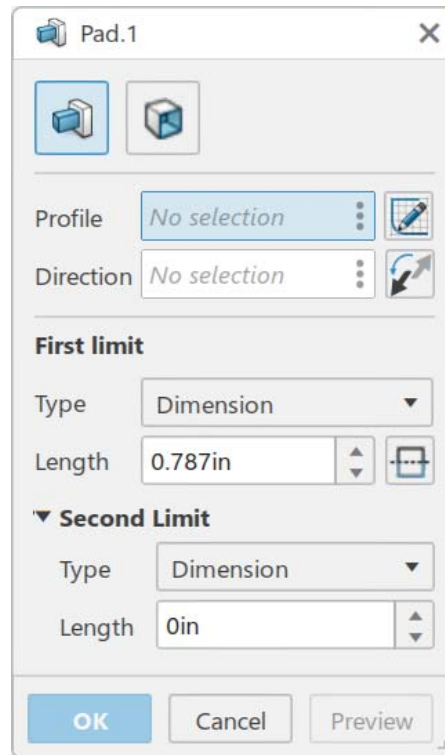 Pad.1
Profile No selection
Direction No selection
First limit
Type Dimension
Length 0.787in
Second Limit
Type Dimension
Length 0in
OK Cancel Preview